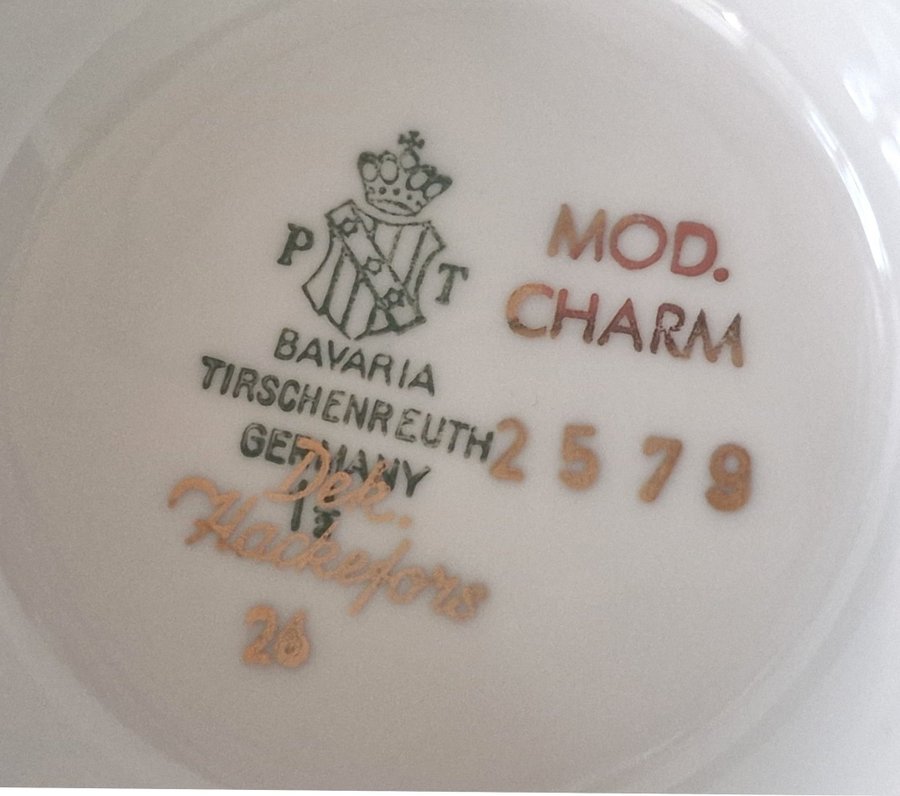 P T
BAVARIA
TIRSCHENREUTH
GERMANY
Dek.
Hackefors
26
MOD.
CHARM
2579